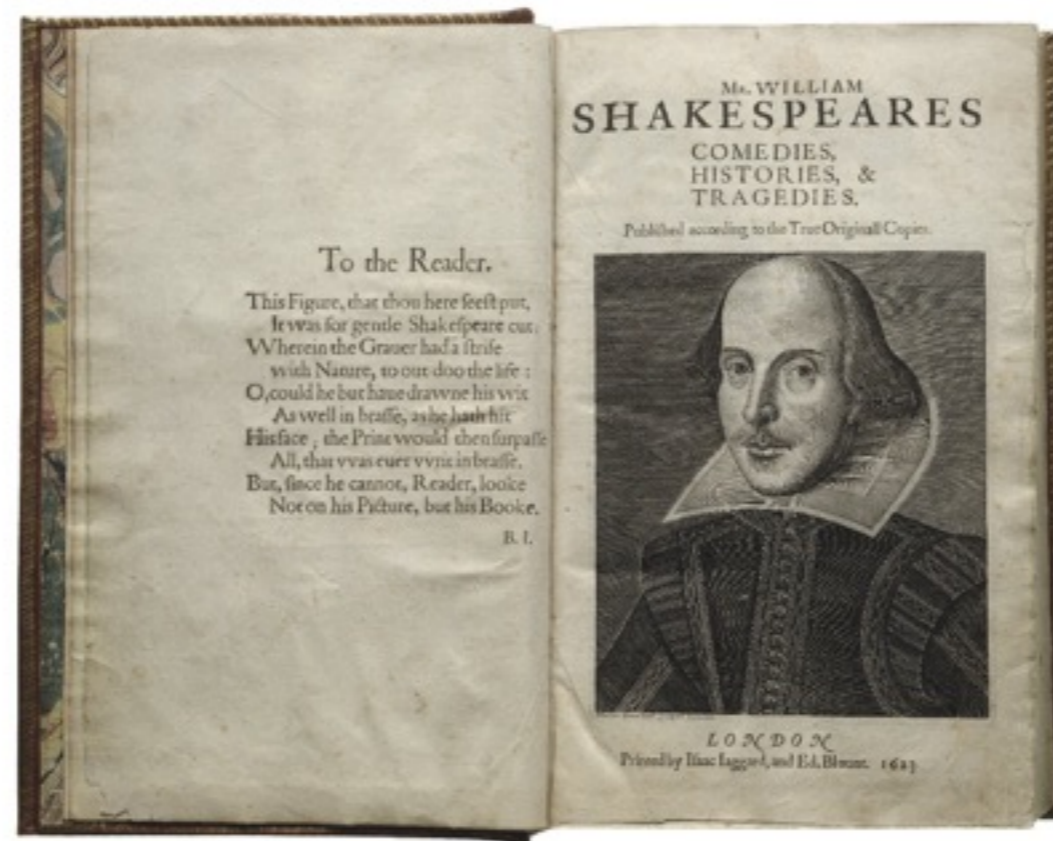 To the Reader.
This Figure, that thou here ſeeſt put,
It was for gentle Shakeſpeare cut:
Wherein the Grauer had a ſtrife
with Nature, to out-doo the life:
O, could he but haue dravvne his wit
As well in braſſe, as he hath hit
His face; the Print would then ſurpaſſe
All, that vvas euer vvrit in braſſe.
But, ſince he cannot, Reader, looke
Not on his Picture, but his Booke.
B. I.
Mr. WILLIAM
SHAKESPEARES
COMEDIES,
HISTORIES, &
TRAGEDIES.
Publiſhed according to the True Originall Copies.
LONDON
Printed by Iſaac Iaggard, and Ed. Blount. 1623